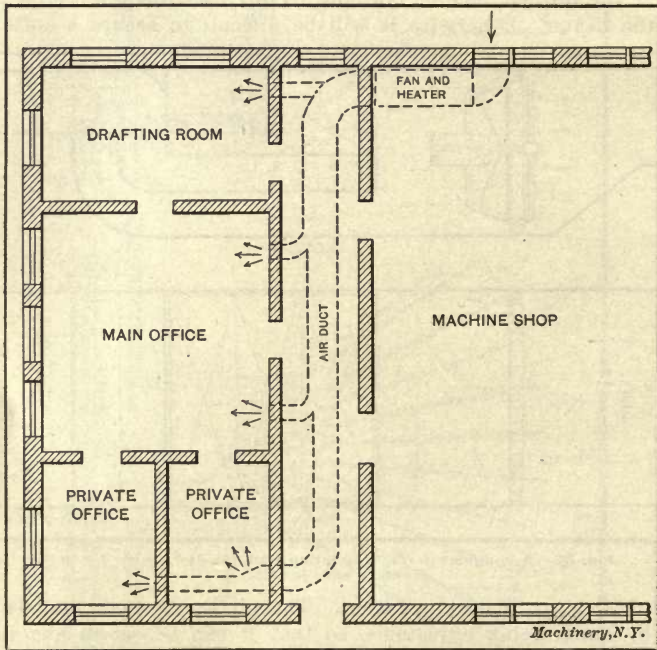 FAN AND
HEATER
DRAFTING ROOM
MAIN OFFICE
AIR DUCT
MACHINE SHOP
PRIVATE
OFFICE
PRIVATE
OFFICE
Machinery, N.Y.